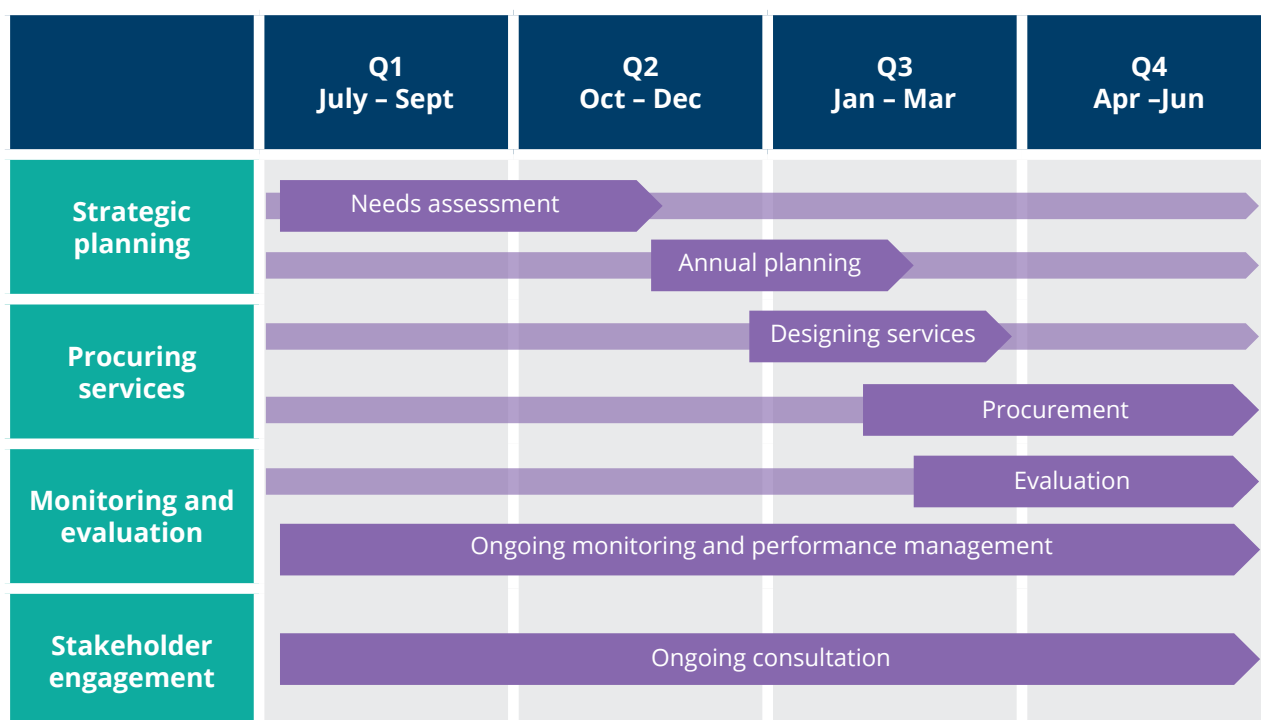 Q1
July – Sept
Q2
Oct – Dec
Q3
Jan – Mar
Q4
Apr –Jun
Strategic
planning
Needs assessment
Annual planning
Procuring
services
Designing services
Procurement
Monitoring and
evaluation
Evaluation
Ongoing monitoring and performance management
Stakeholder
engagement
Ongoing consultation